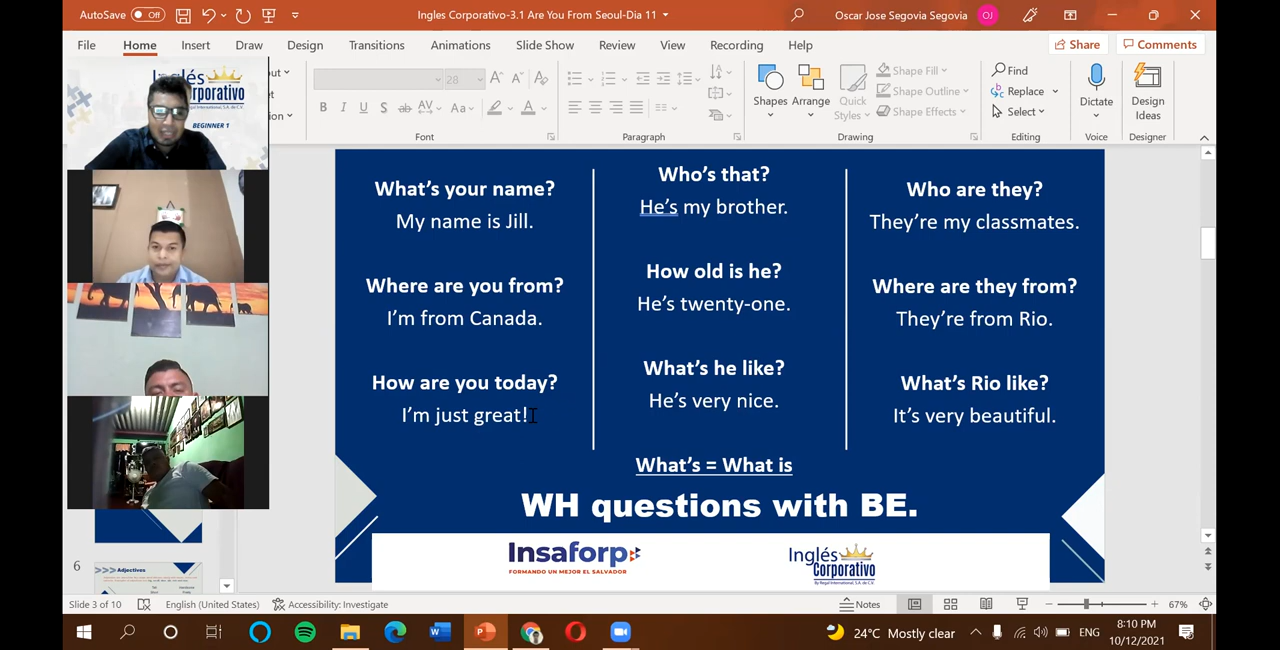 AutoSave Off
Ingles Corporativo-3.1 Are You From Seoul-Dia 11
Oscar Jose Segovia Segovia OJ
File Home Insert Draw Design Transitions Animations Slide Show Review View Recording Help
Share Comments
Inglés
Corporativo
BEGINNER 1
28
Font
Paragraph
Shapes
Arrange
Quick
Styles
Shape Fill
Shape Outline
Shape Effects
Drawing
Find
Replace
Select
Editing
Dictate
Voice
Design
Ideas
Designer
What's your name?
My name is Jill.
Where are you from?
I'm from Canada.
How are you today?
I'm just great!
Who's that?
He's my brother.
How old is he?
He's twenty-one.
What's he like?
He's very nice.
Who are they?
They're my classmates.
Where are they from?
They're from Rio.
What's Rio like?
It's very beautiful.
What's = What is
WH questions with BE.
Insaforp
FORMANDO UN MEJOR EL SALVADOR
Inglés
Corporativo
By Regal International, S.A. de C.V.
6
Adjectives
Slide 3 of 10 English (United States) Accessibility: Investigate Notes 67%
24°C Mostly clear ENG
8:10 PM
10/12/2021